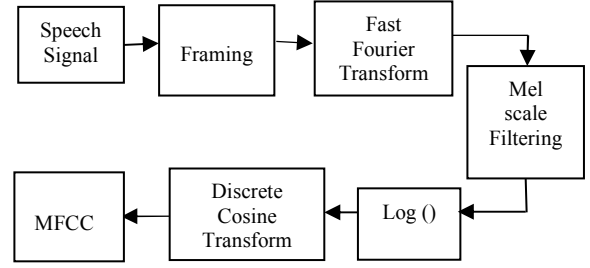 Speech
Signal
Framing
Fast
Fourier
Transform
Mel
scale
Filtering
Log ()
Discrete
Cosine
Transform
MFCC